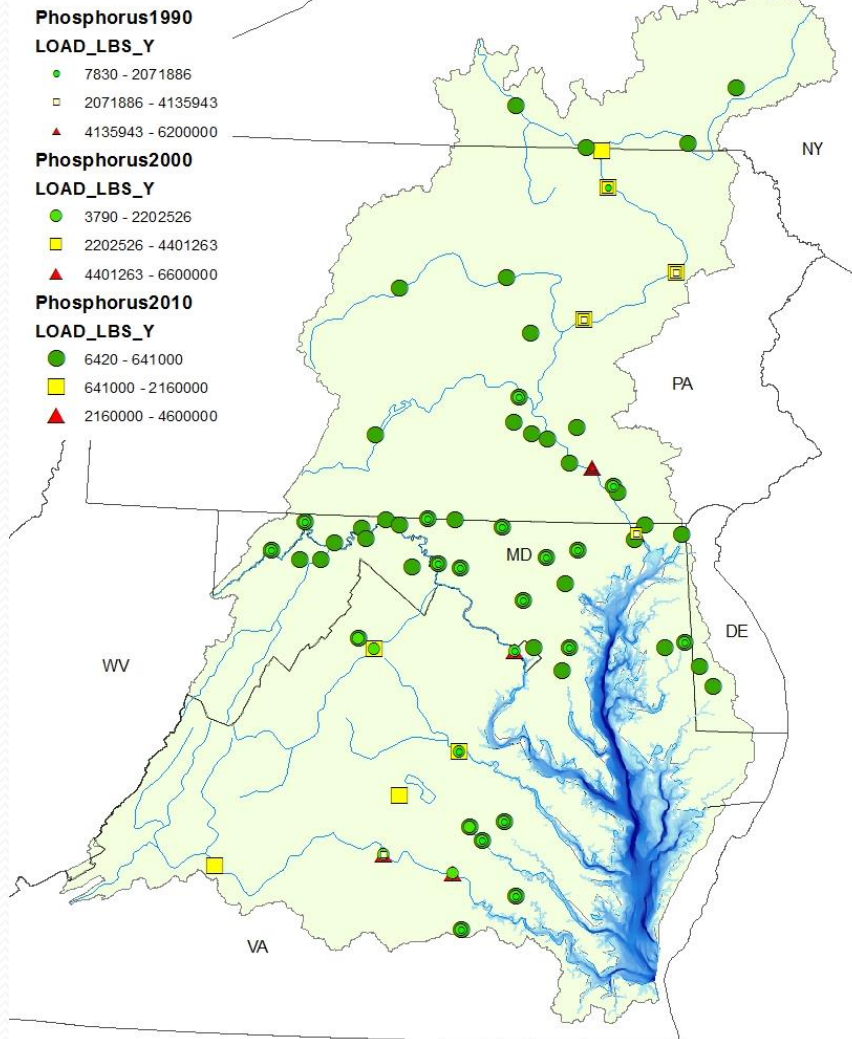 Phosphorus1990
LOAD_LBS_Y
7830 - 2071886
2071886 - 4135943
4135943 - 6200000
Phosphorus2000
LOAD_LBS_Y
3790 - 2202526
2202526 - 4401263
4401263 - 6600000
Phosphorus2010
LOAD_LBS_Y
6420 - 641000
641000 - 2160000
2160000 - 4600000
NY
PA
MD
DE
WV
VA